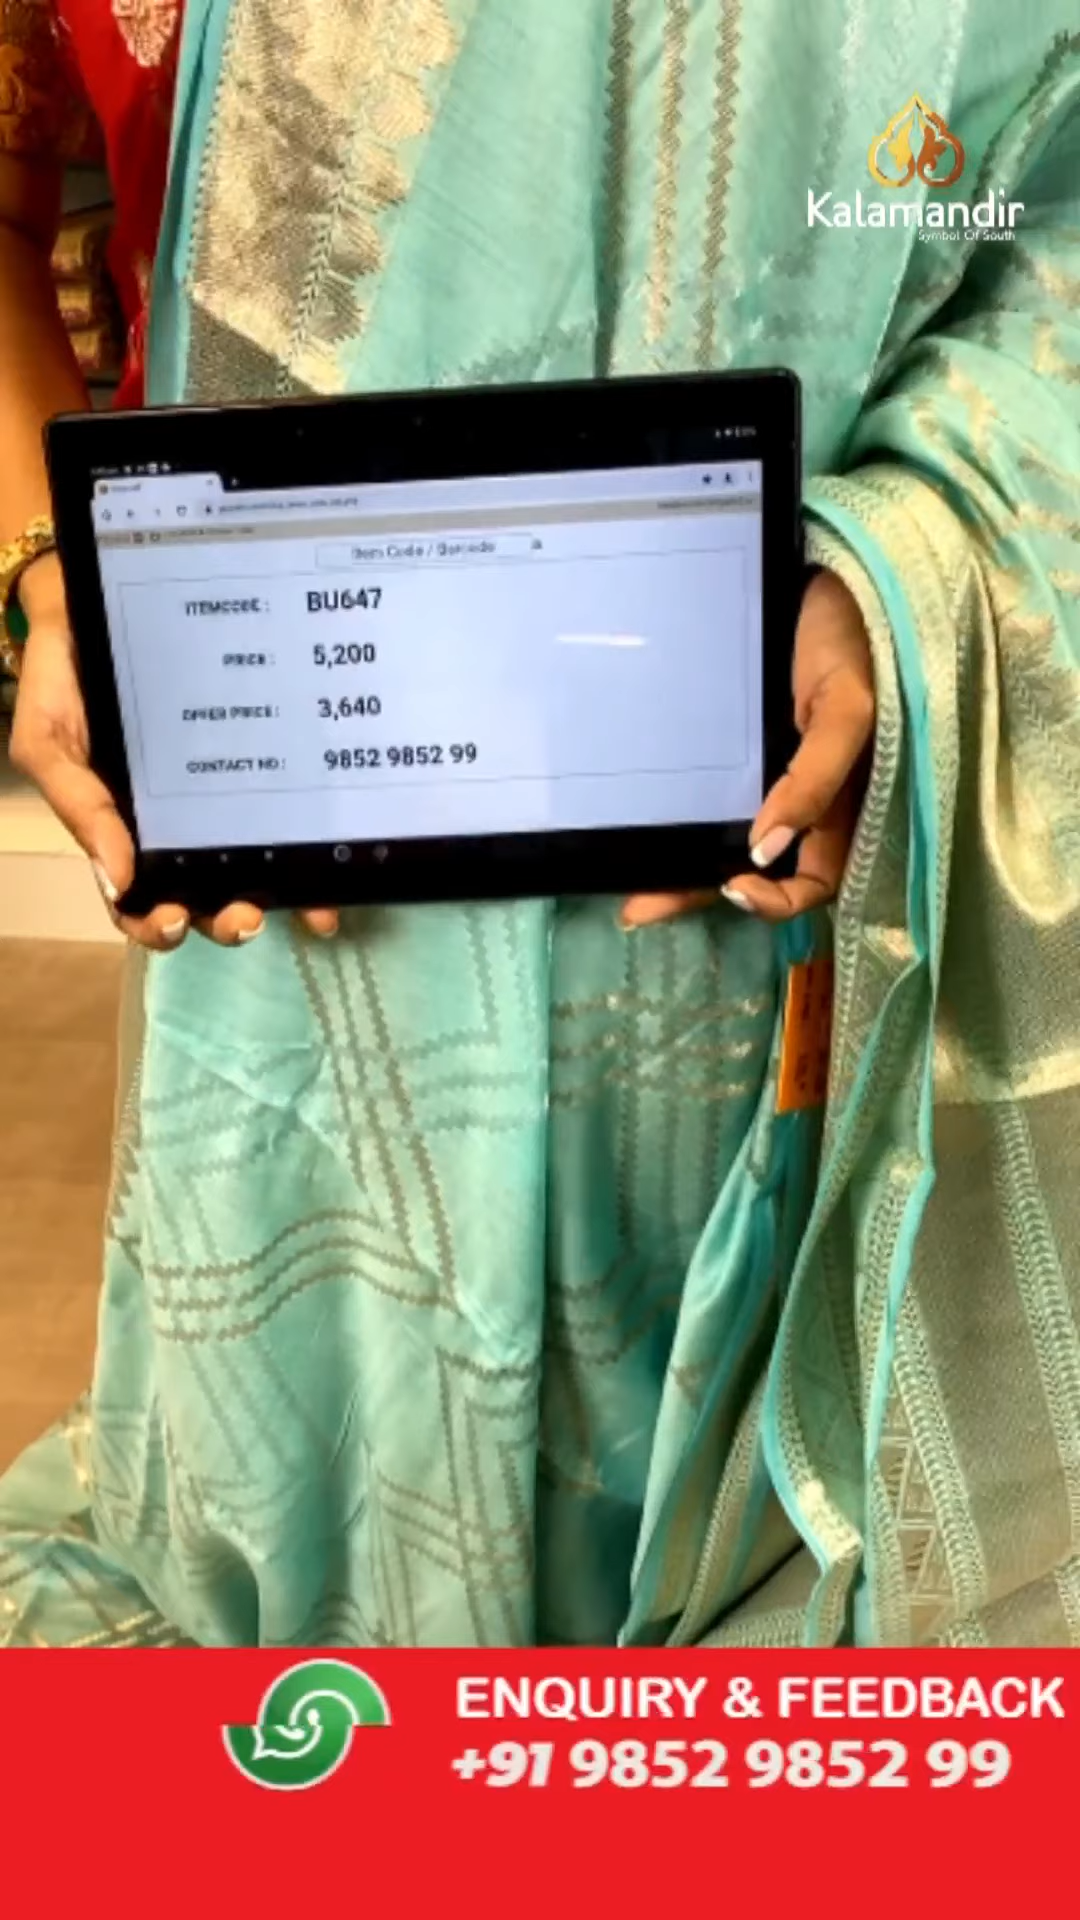 Kalamandir
Symbol Of South
Item Code / Barcode
ITEMCODE : BU647
PRICE : 5,200
OFFER PRICE : 3,640
CONTACT NO : 9852 9852 99
ENQUIRY & FEEDBACK
+91 9852 9852 99